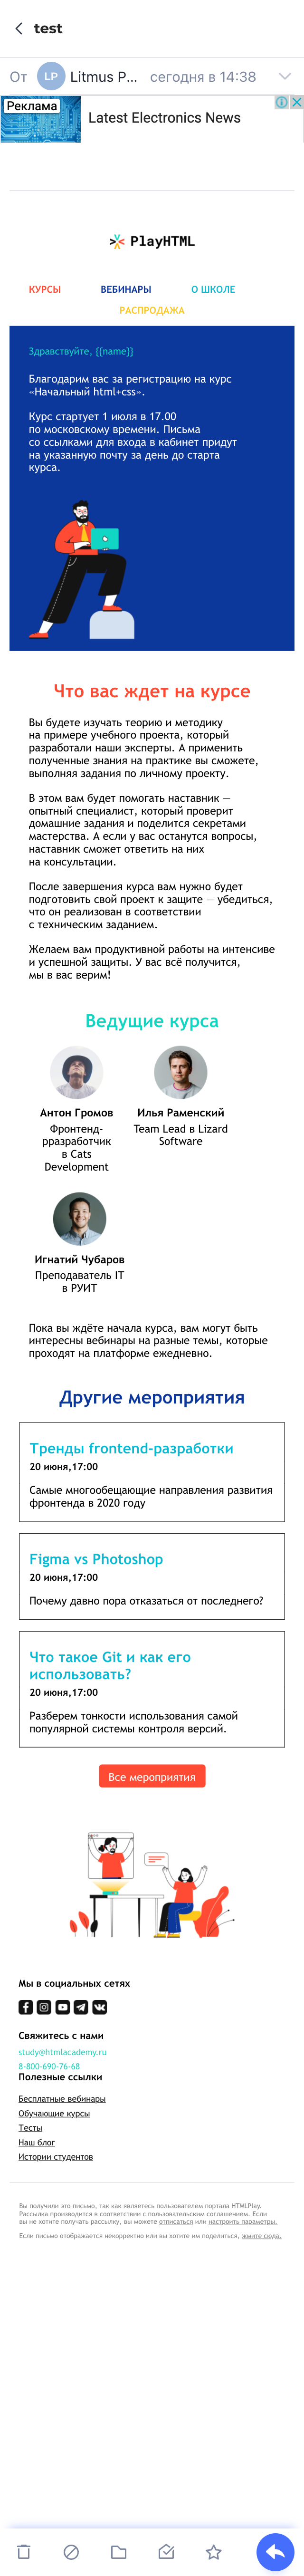 test
От LP Litmus P... сегодня в 14:38
Реклама
Latest Electronics News
PlayHTML
КУРСЫ ВЕБИНАРЫ О ШКОЛЕ
РАСПРОДАЖА
Здравствуйте, {{name}}
Благодарим вас за регистрацию на курс
«Начальный html+css».
Курс стартует 1 июля в 17.00
по московскому времени. Письма
со ссылками для входа в кабинет придут
на указанную почту за день до старта
курса.
Что вас ждет на курсе
Вы будете изучать теорию и методику
на примере учебного проекта, который
разработали наши эксперты. А применить
полученные знания на практике вы сможете,
выполняя задания по личному проекту.
В этом вам будет помогать наставник —
опытный специалист, который проверит
домашние задания и поделится секретами
мастерства. А если у вас останутся вопросы,
наставник сможет ответить на них
на консультации.
После завершения курса вам нужно будет
подготовить свой проект к защите — убедиться,
что он реализован в соответствии
с техническим заданием.
Желаем вам продуктивной работы на интенсиве
и успешной защиты. У вас всё получится,
мы в вас верим!
Ведущие курса
Антон Громов
Фронтенд-
рразработчик
в Cats
Development
Илья Раменский
Team Lead в Lizard
Software
Игнатий Чубаров
Преподаватель IT
в РУИТ
Пока вы ждёте начала курса, вам могут быть
интересны вебинары на разные темы, которые
проходят на платформе ежедневно.
Другие мероприятия
Тренды frontend-разработки
20 июня,17:00
Самые многообещающие направления развития
фронтенда в 2020 году
Figma vs Photoshop
20 июня,17:00
Почему давно пора отказаться от последнего?
Что такое Git и как его
использовать?
20 июня,17:00
Разберем тонкости использования самой
популярной системы контроля версий.
Все мероприятия
Мы в социальных сетях
Свяжитесь с нами
study@htmlacademy.ru
8-800-690-76-68
Полезные ссылки
Бесплатные вебинары
Обучающие курсы
Тесты
Наш блог
Истории студентов
Вы получили это письмо, так как являетесь пользователем портала HTMLPlay.
Рассылка производится в соответствии с пользовательским соглашением. Если
вы не хотите получать рассылку, вы можете отписаться или настроить параметры.
Если письмо отображается некорректно или вы хотите им поделиться, жмите сюда.